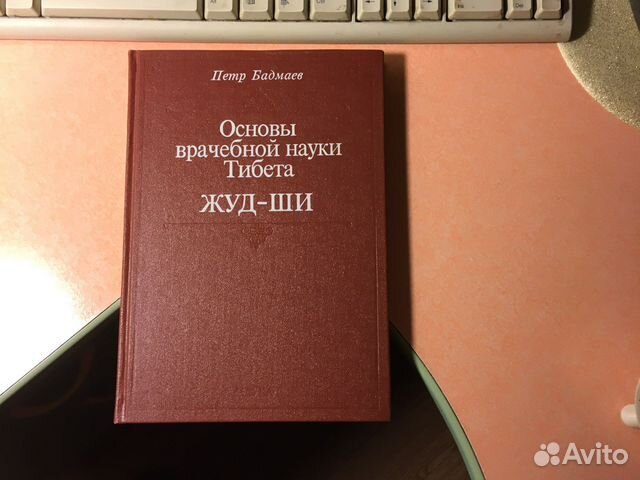 Петр Бадмаев
Основы
врачебной науки
Тибета
ЖУД-ШИ
Avito